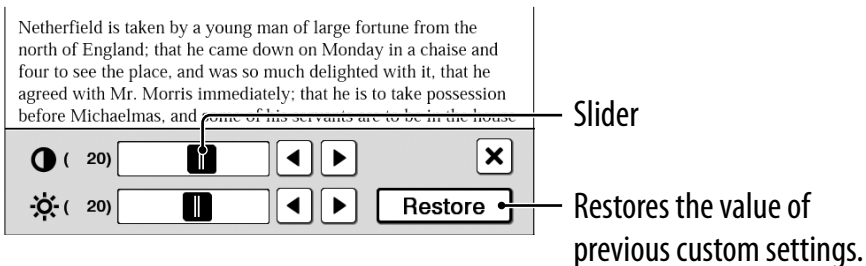 Netherfield is taken by a young man of large fortune from the
north of England; that he came down on Monday in a chaise and
four to see the place, and was so much delighted with it, that he
agreed with Mr. Morris immediately; that he is to take possession
before Michaelmas, and some of his servants are to be in the house
Slider
( 20)
( 20)
Restore
Restores the value of
previous custom settings.